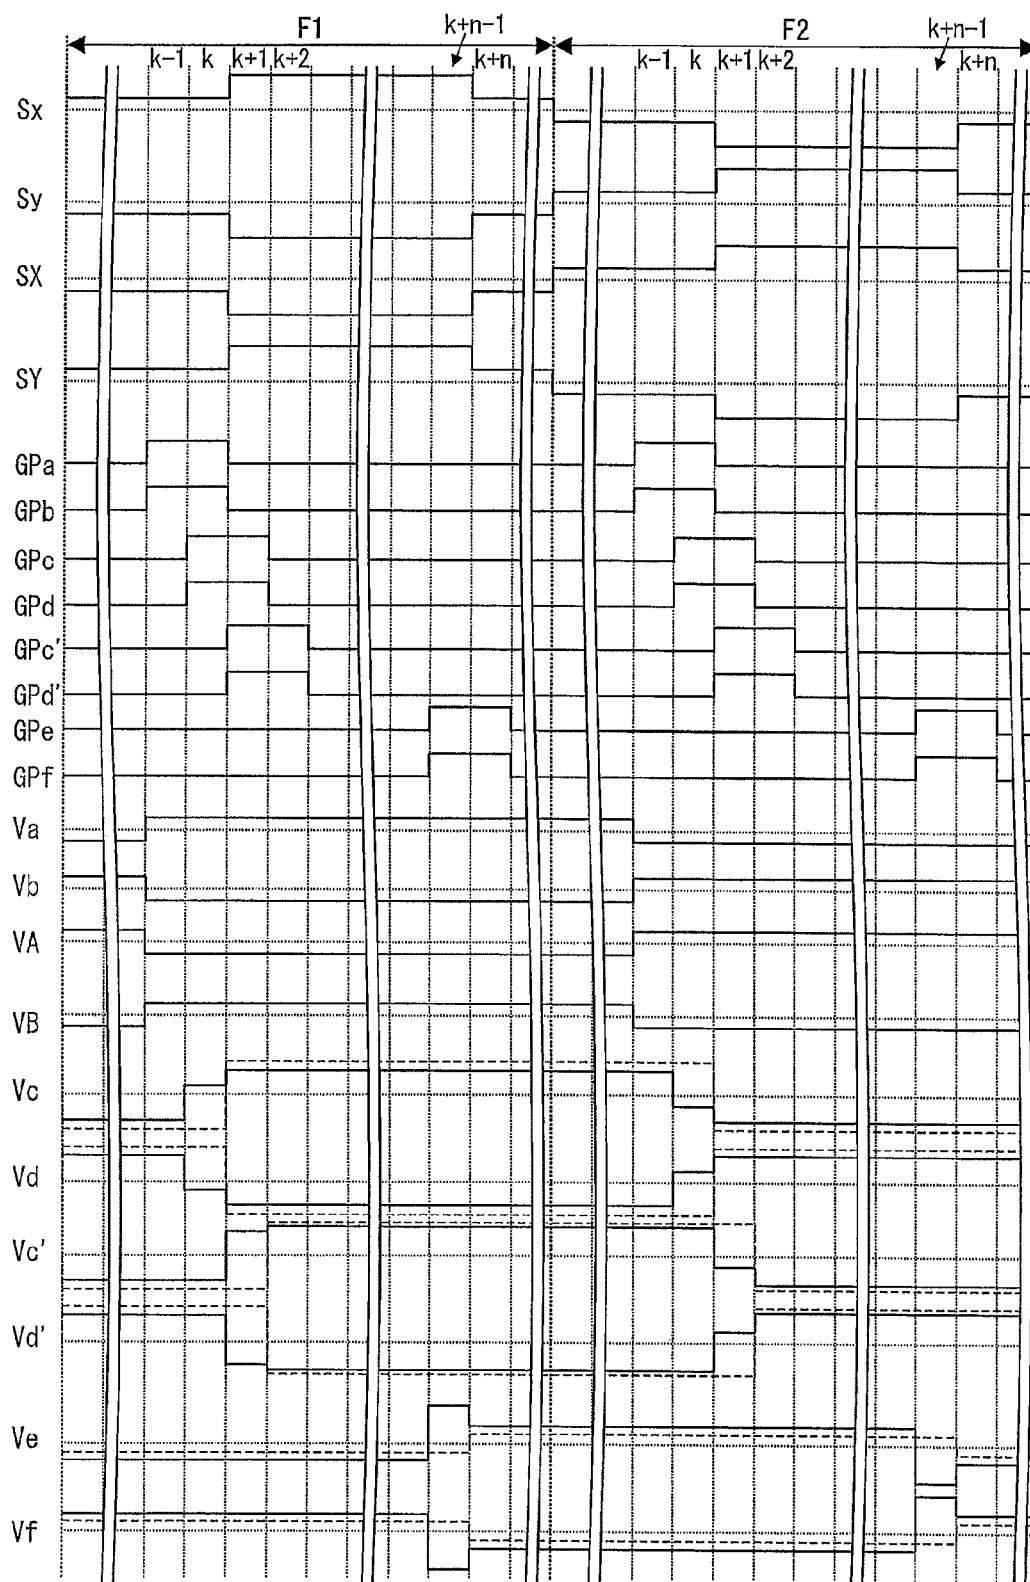 F1 k+n-1 F2 k+n-1
k-1 k k+1 k+2 k+n k-1 k k+1 k+2 k+n
Sx
Sy
SX
SY
GPa
GPb
GPc
GPd
GPc'
GPd'
GPe
GPf
Va
Vb
VA
VB
Vc
Vd
Vc'
Vd'
Ve
Vf